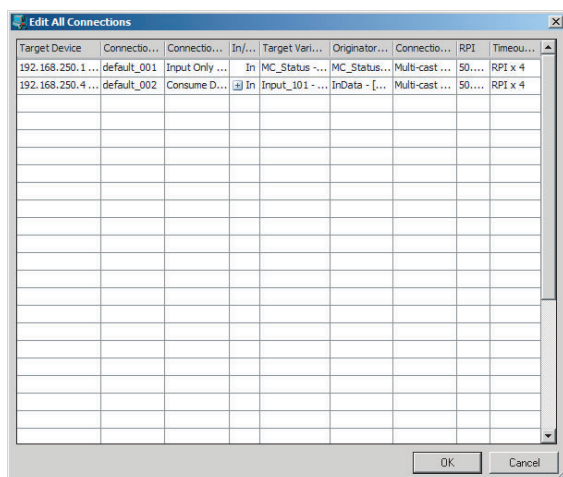 Edit All Connections
Target Device Connectio... Connectio... In/... Target Vari... Originator... Connectio... RPI Timeou...
192.168.250.1 ... default_001 Input Only ... In MC_Status -... MC_Status... Multi-cast ... 50.... RPI x 4
192.168.250.4 ... default_002 Consume D... In Input_101 - ... InData - [... Multi-cast ... 50.... RPI x 4
OK Cancel